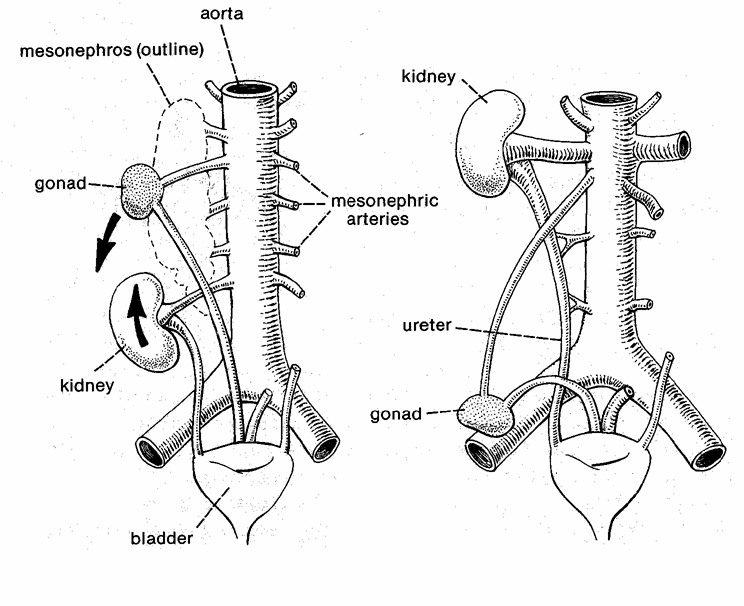 aorta
mesonephros (outline)
gonad
mesonephric
arteries
kidney
bladder
kidney
ureter
gonad